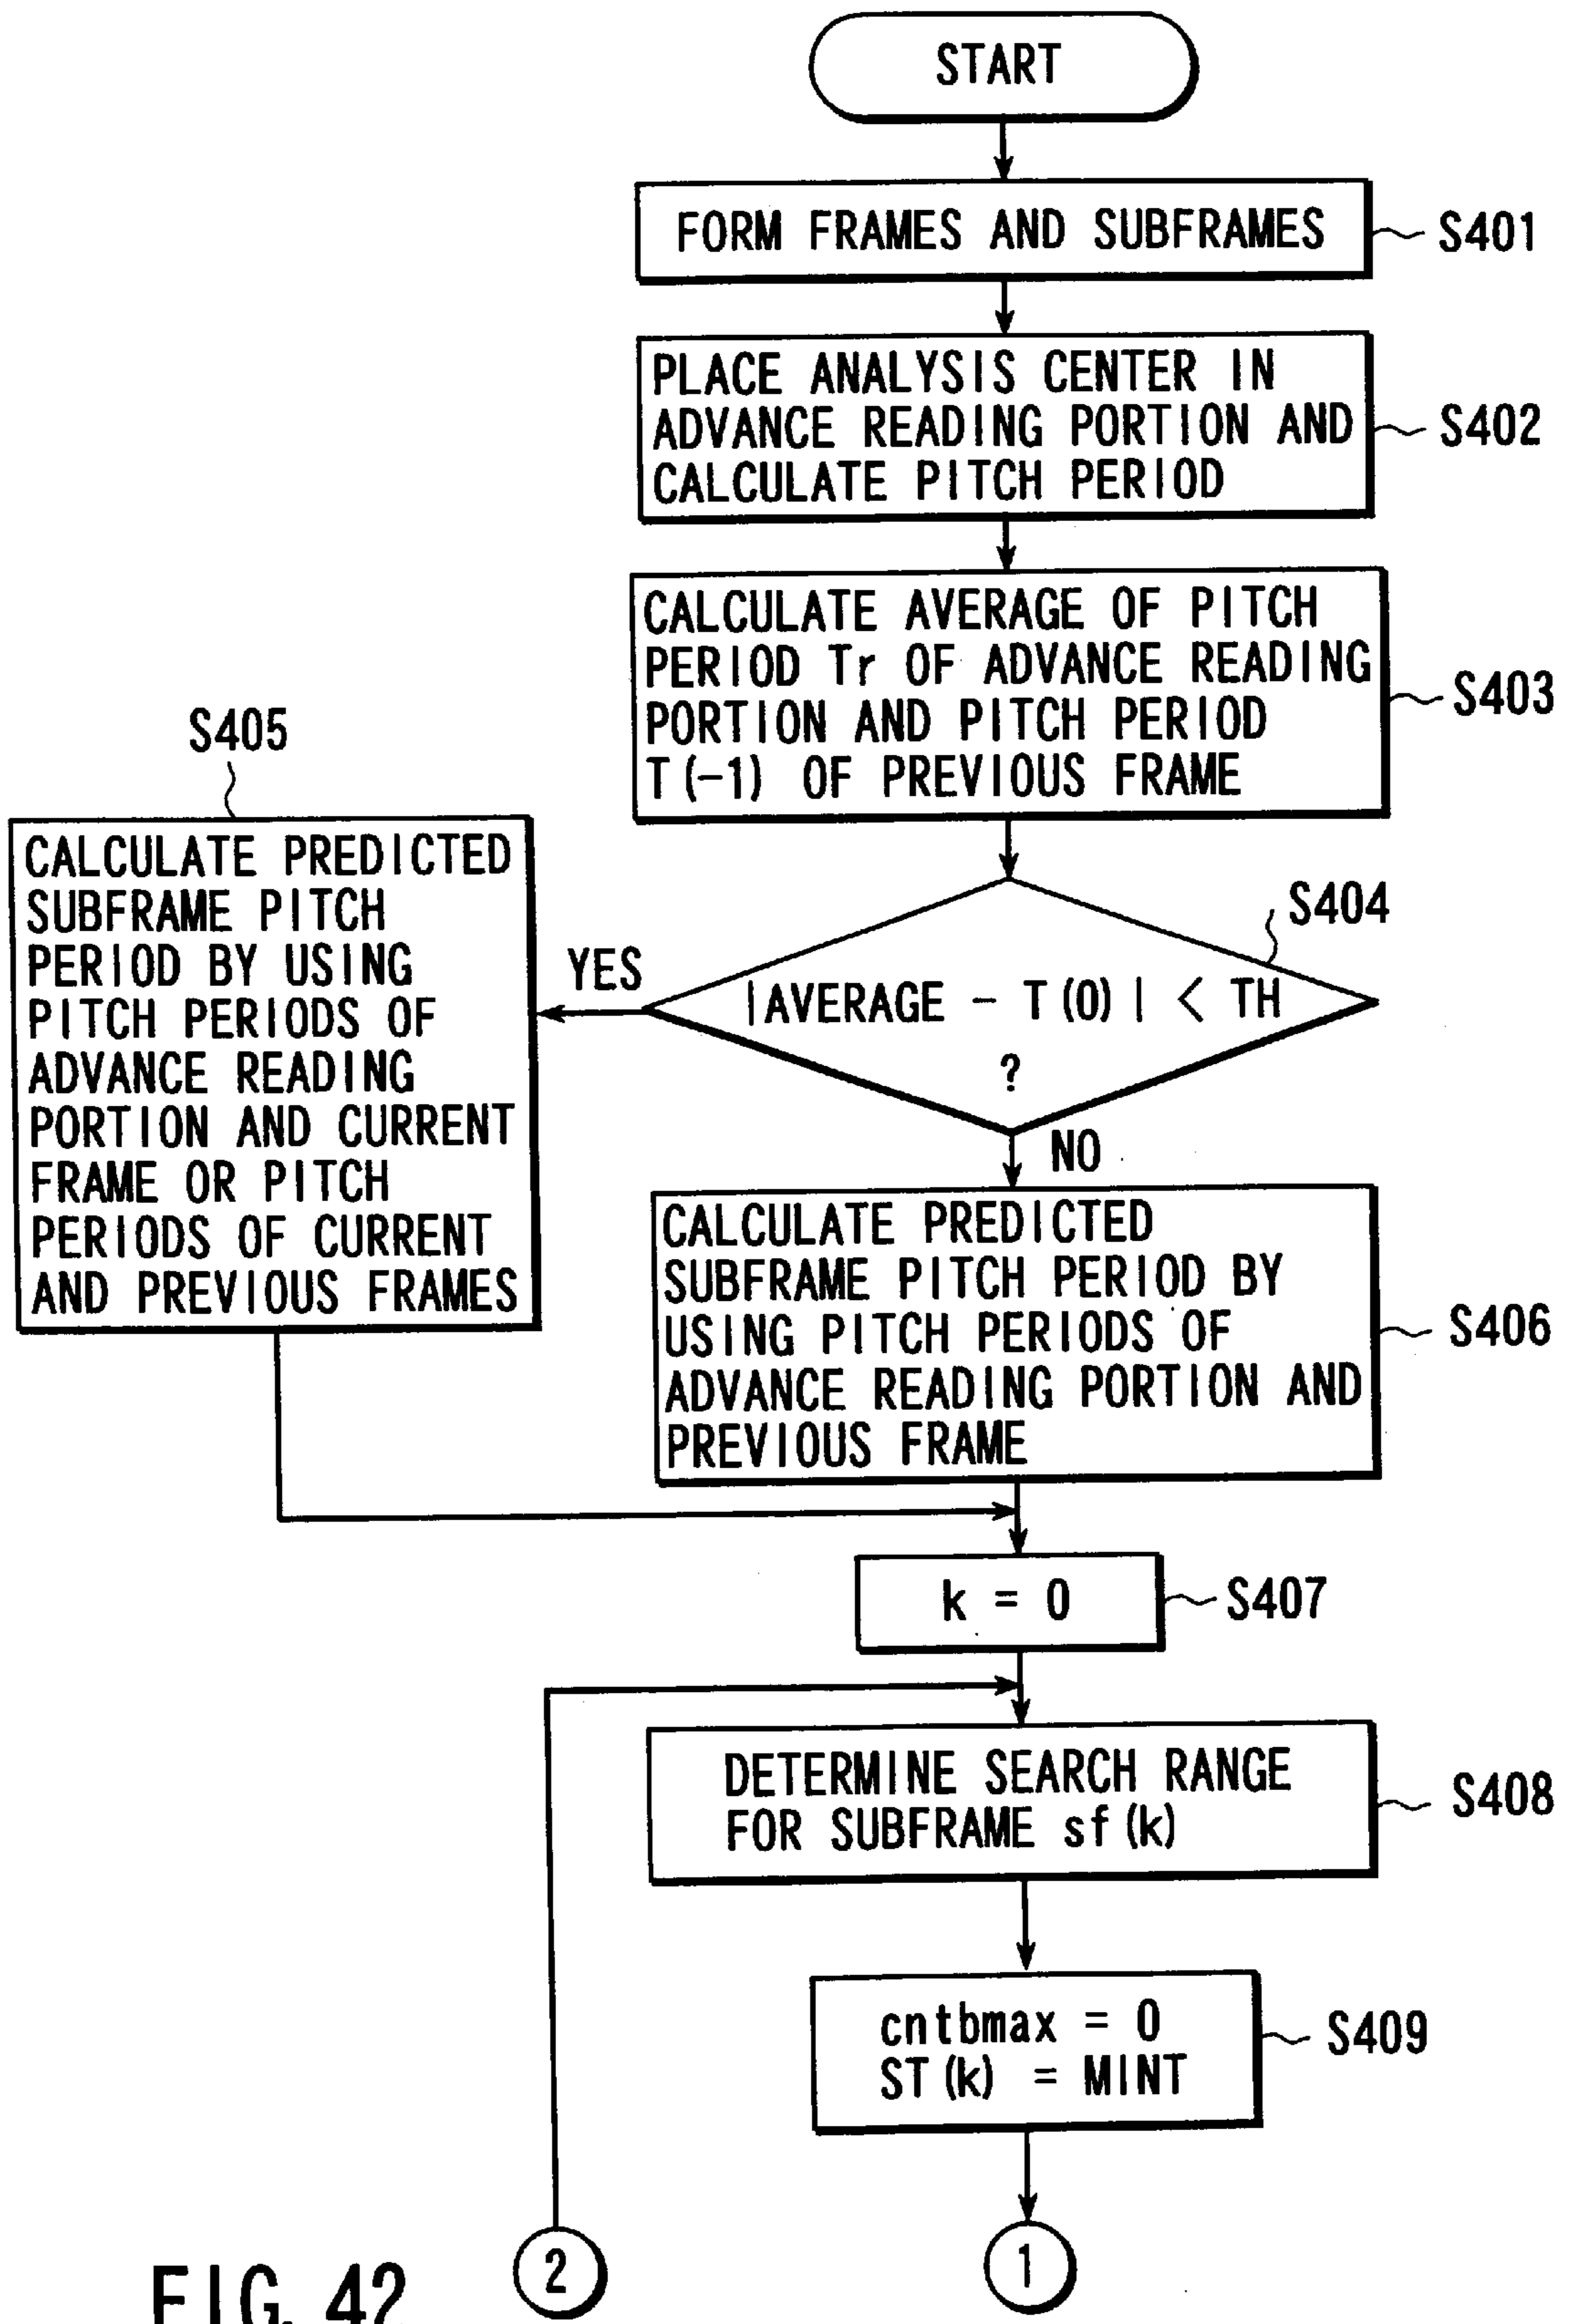 START
FORM FRAMES AND SUBFRAMES
S401
PLACE ANALYSIS CENTER IN
ADVANCE READING PORTION AND
CALCULATE PITCH PERIOD
S402
CALCULATE AVERAGE OF PITCH
PERIOD Tr OF ADVANCE READING
PORTION AND PITCH PERIOD
T(-1) OF PREVIOUS FRAME
S403
S404
|AVERAGE - T(0)| < TH
?
YES
NO
S405
CALCULATE PREDICTED
SUBFRAME PITCH
PERIOD BY USING
PITCH PERIODS OF
ADVANCE READING
PORTION AND CURRENT
FRAME OR PITCH
PERIODS OF CURRENT
AND PREVIOUS FRAMES
CALCULATE PREDICTED
SUBFRAME PITCH PERIOD BY
USING PITCH PERIODS OF
ADVANCE READING PORTION AND
PREVIOUS FRAME
S406
k = 0
S407
DETERMINE SEARCH RANGE
FOR SUBFRAME sf(k)
S408
cntbmax = 0
ST(k) = MINT
S409
2
1
FIG. 42